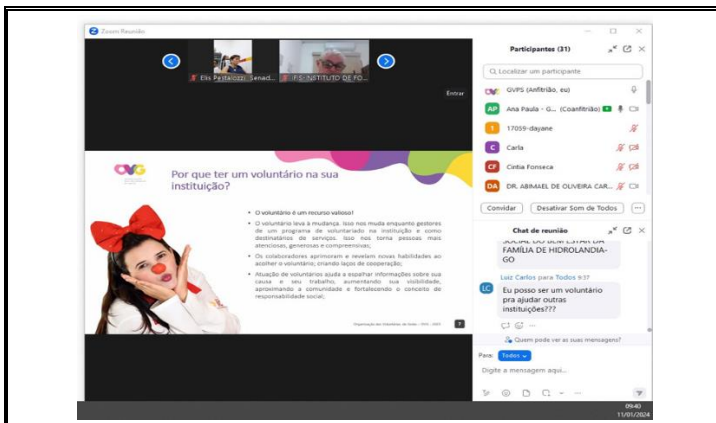 Zoom Reunião
Elis Pestalozzi, Senad...
IFIS-INSTITUTO DE FO...
Entrar
OVG
Por que ter um voluntário na sua
instituição?
• O voluntário é um recurso valioso!
• O voluntário leva à mudança. Isso nos muda enquanto gestores
de um programa de voluntariado na instituição e como
destinatários de serviços. Isso nos torna pessoas mais
atenciosas, generosas e compreensivas;
• Os colaboradores aprimoram e revelam novas habilidades ao
acolher o voluntário, criando laços de cooperação;
• Atuação de voluntários ajuda a espalhar informações sobre sua
causa e seu trabalho, aumentando sua visibilidade,
aproximando a comunidade e fortalecendo o conceito de
responsabilidade social;
7
Participantes (31)
Localizar um participante
GVPS (Anfitrião, eu)
AP Ana Paula - G... (Coanfitrião)
1 17059-dayane
C Carla
CF Cintia Fonseca
DA DR. ABIMAEL DE OLIVEIRA CAR...
Convidar Desativar Som de Todos ...
Chat de reunião
SOCIAL DO BEM ESTAR DA
FAMÍLIA DE HIDROLANDIA-
GO
Luiz Carlos para Todos 9:37
LC Eu posso ser um voluntário
pra ajudar outras
instituições???
Quem pode ver as suas mensagens?
Para: Todos
Digite a mensagem aqui...
09:40
11/01/2024